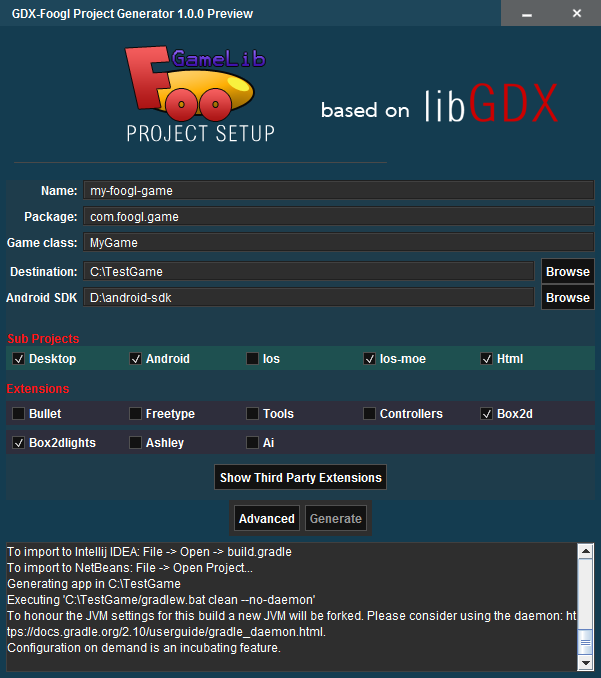 GDX-Foogl Project Generator 1.0.0 Preview
GameLib
Foo
PROJECT SETUP
based on libGDX
Name: my-foogl-game
Package: com.foogl.game
Game class: MyGame
Destination: C:\TestGame Browse
Android SDK D:\android-sdk Browse
Sub Projects
Desktop Android Ios Ios-moe Html
Extensions
Bullet Freetype Tools Controllers Box2d
Box2dlights Ashley Ai
Show Third Party Extensions
Advanced Generate
To import to Intellij IDEA: File -> Open -> build.gradle
To import to NetBeans: File -> Open Project...
Generating app in C:\TestGame
Executing 'C:\TestGame/gradlew.bat clean --no-daemon'
To honour the JVM settings for this build a new JVM will be forked. Please consider using the daemon: ht
tps://docs.gradle.org/2.10/userguide/gradle_daemon.html.
Configuration on demand is an incubating feature.